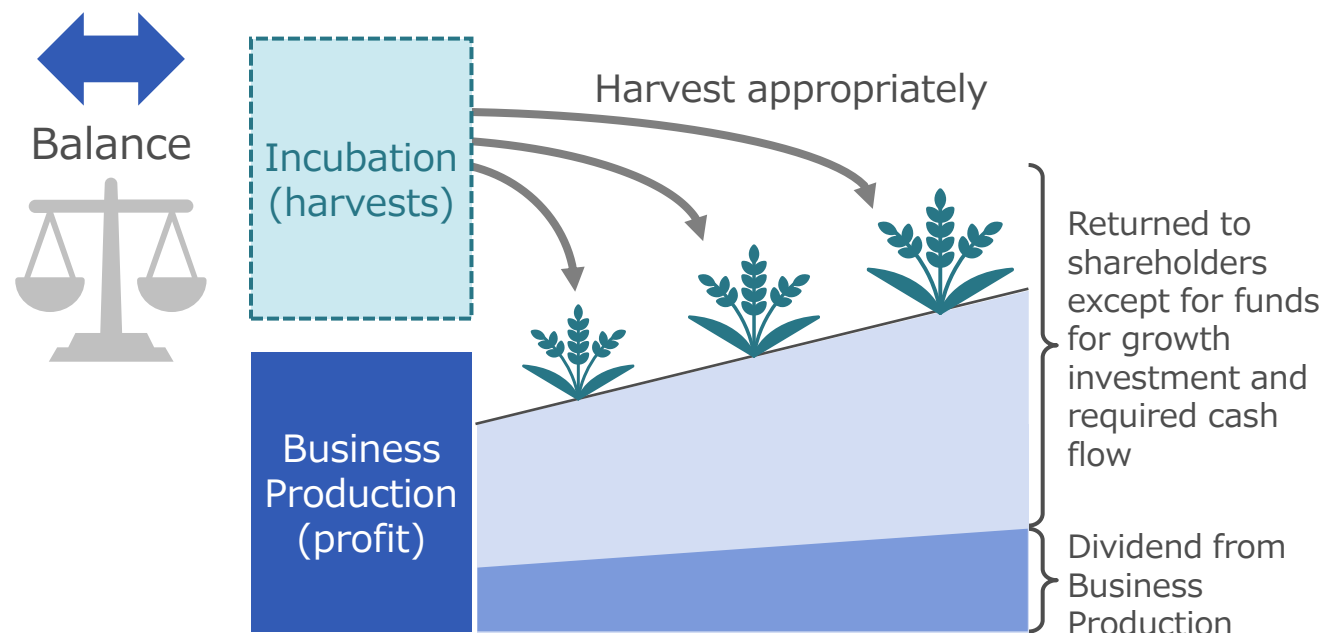 Balance
Incubation
(harvests)
Harvest appropriately
Business
Production
(profit)
Returned to
shareholders
except for funds
for growth
investment and
required cash
flow
Dividend from
Business
Production